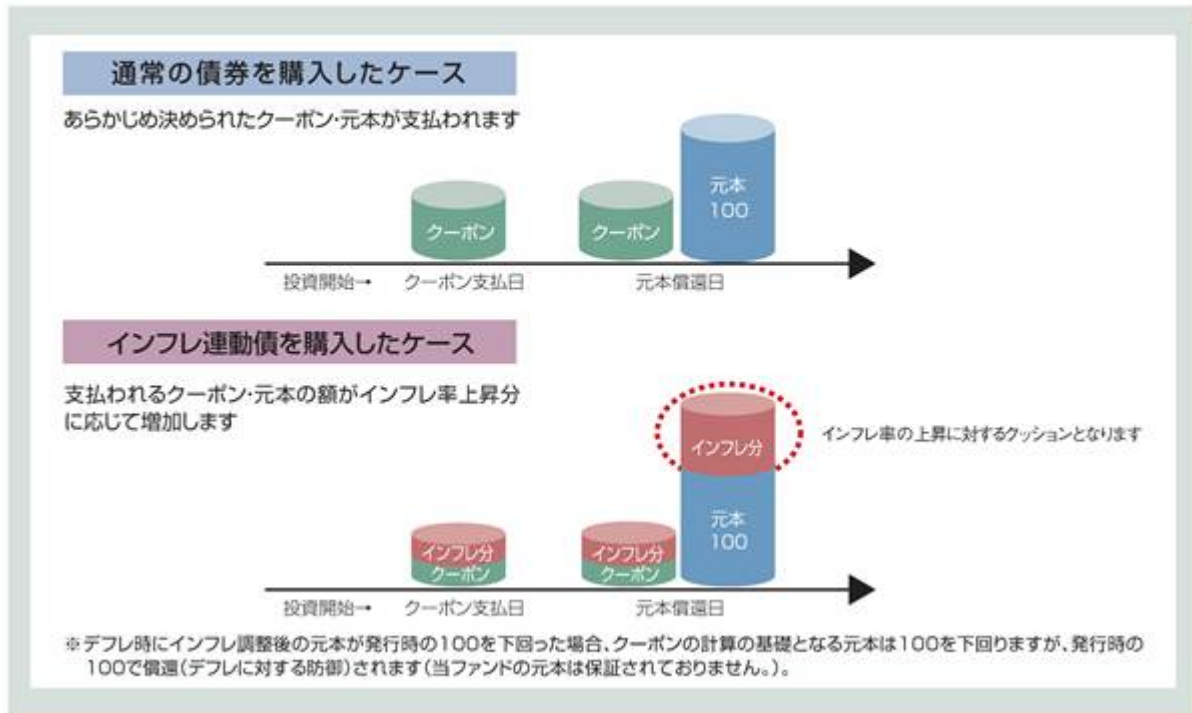 通常の債券を購入したケース
あらかじめ決められたクーポン・元本が支払われます
クーポン
クーポン
元本
100
投資開始→ クーポン支払日 元本償還日
インフレ連動債を購入したケース
支払われるクーポン・元本の額がインフレ率上昇分
に応じて増加します
インフレ分
インフレ率の上昇に対するクッションとなります
元本
100
インフレ分
クーポン
インフレ分
クーポン
投資開始→ クーポン支払日 元本償還日
※デフレ時にインフレ調整後の元本が発行時の100を下回った場合、クーポンの計算の基礎となる元本は100を下回りますが、発行時の
100で償還(デフレに対する防御)されます(当ファンドの元本は保証されておりません。)。